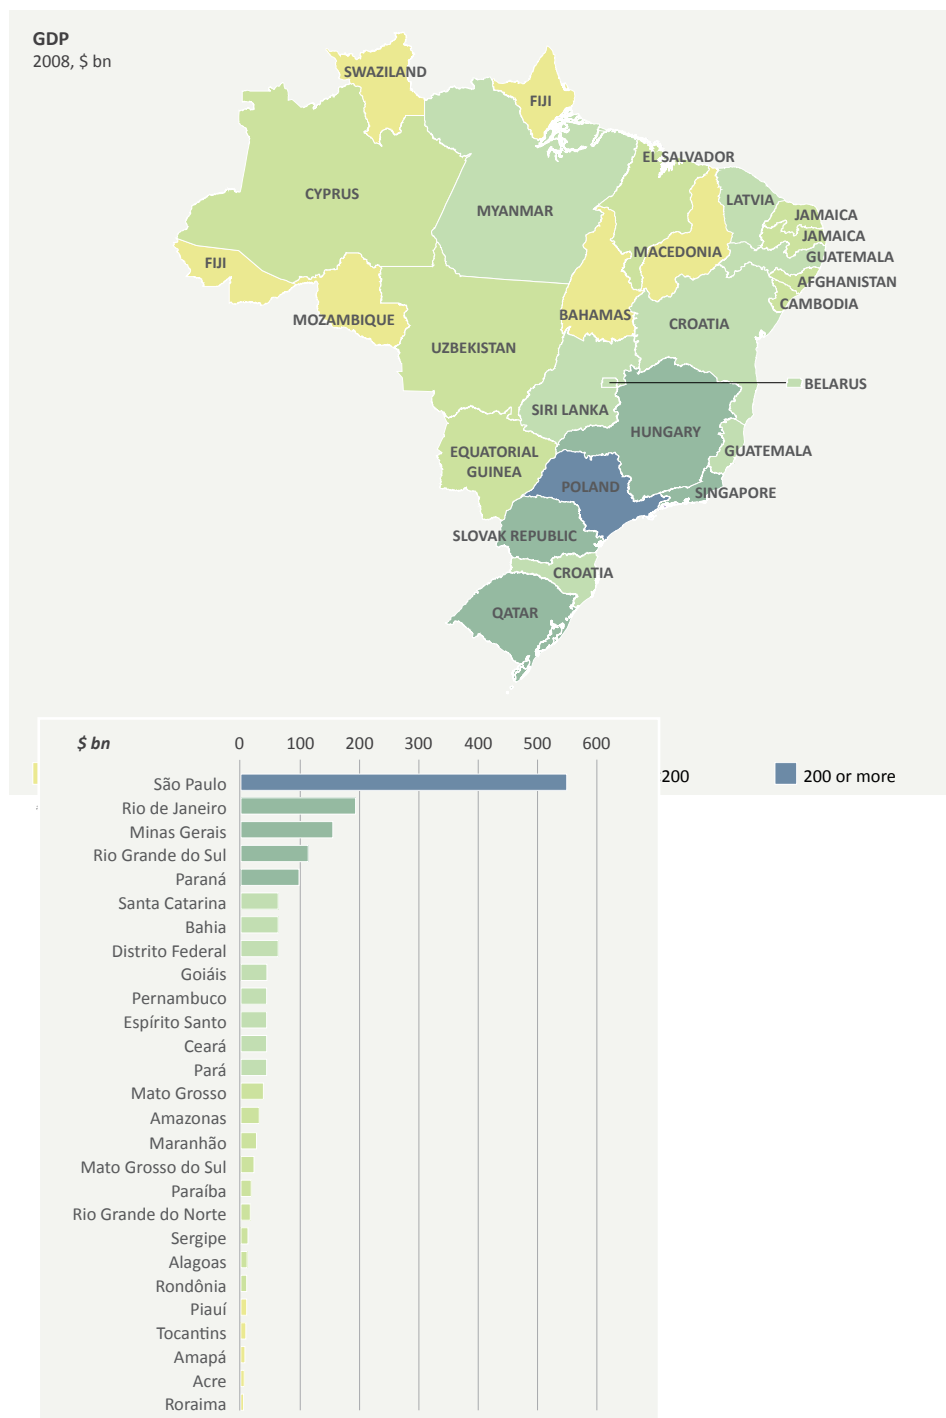 GDP
2008, $ bn
SWAZILAND
FIJI
EL SALVADOR
CYPRUS
LATVIA
MYANMAR
JAMAICA
JAMAICA
MACEDONIA
GUATEMALA
FIJI
AFGHANISTAN
CAMBODIA
MOZAMBIQUE
BAHAMAS
CROATIA
UZBEKISTAN
BELARUS
SIRI LANKA
HUNGARY
EQUATORIAL
GUINEA
GUATEMALA
POLAND
SINGAPORE
SLOVAK REPUBLIC
CROATIA
QATAR
$ bn 0 100 200 300 400 500 600
200
200 or more
São Paulo
Rio de Janeiro
Minas Gerais
Rio Grande do Sul
Paraná
Santa Catarina
Bahia
Distrito Federal
Goiáis
Pernambuco
Espírito Santo
Ceará
Pará
Mato Grosso
Amazonas
Maranhão
Mato Grosso do Sul
Paraíba
Rio Grande do Norte
Sergipe
Alagoas
Rondônia
Piauí
Tocantins
Amapá
Acre
Roraima